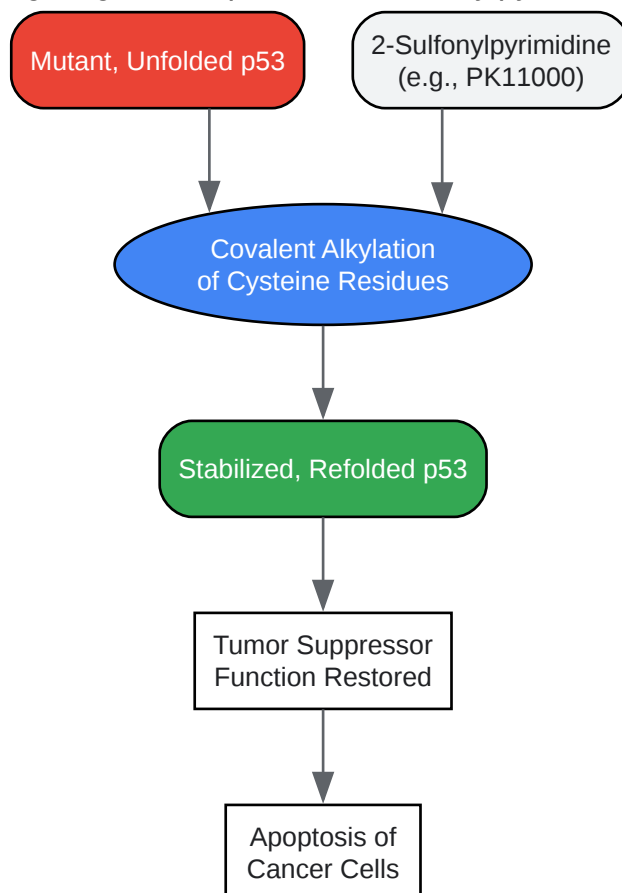 Mutant, Unfolded p53
2-Sulfonylpyrimidine
(e.g., PK11000)
Covalent Alkylation
of Cysteine Residues
Stabilized, Refolded p53
Tumor Suppressor
Function Restored
Apoptosis of
Cancer Cells